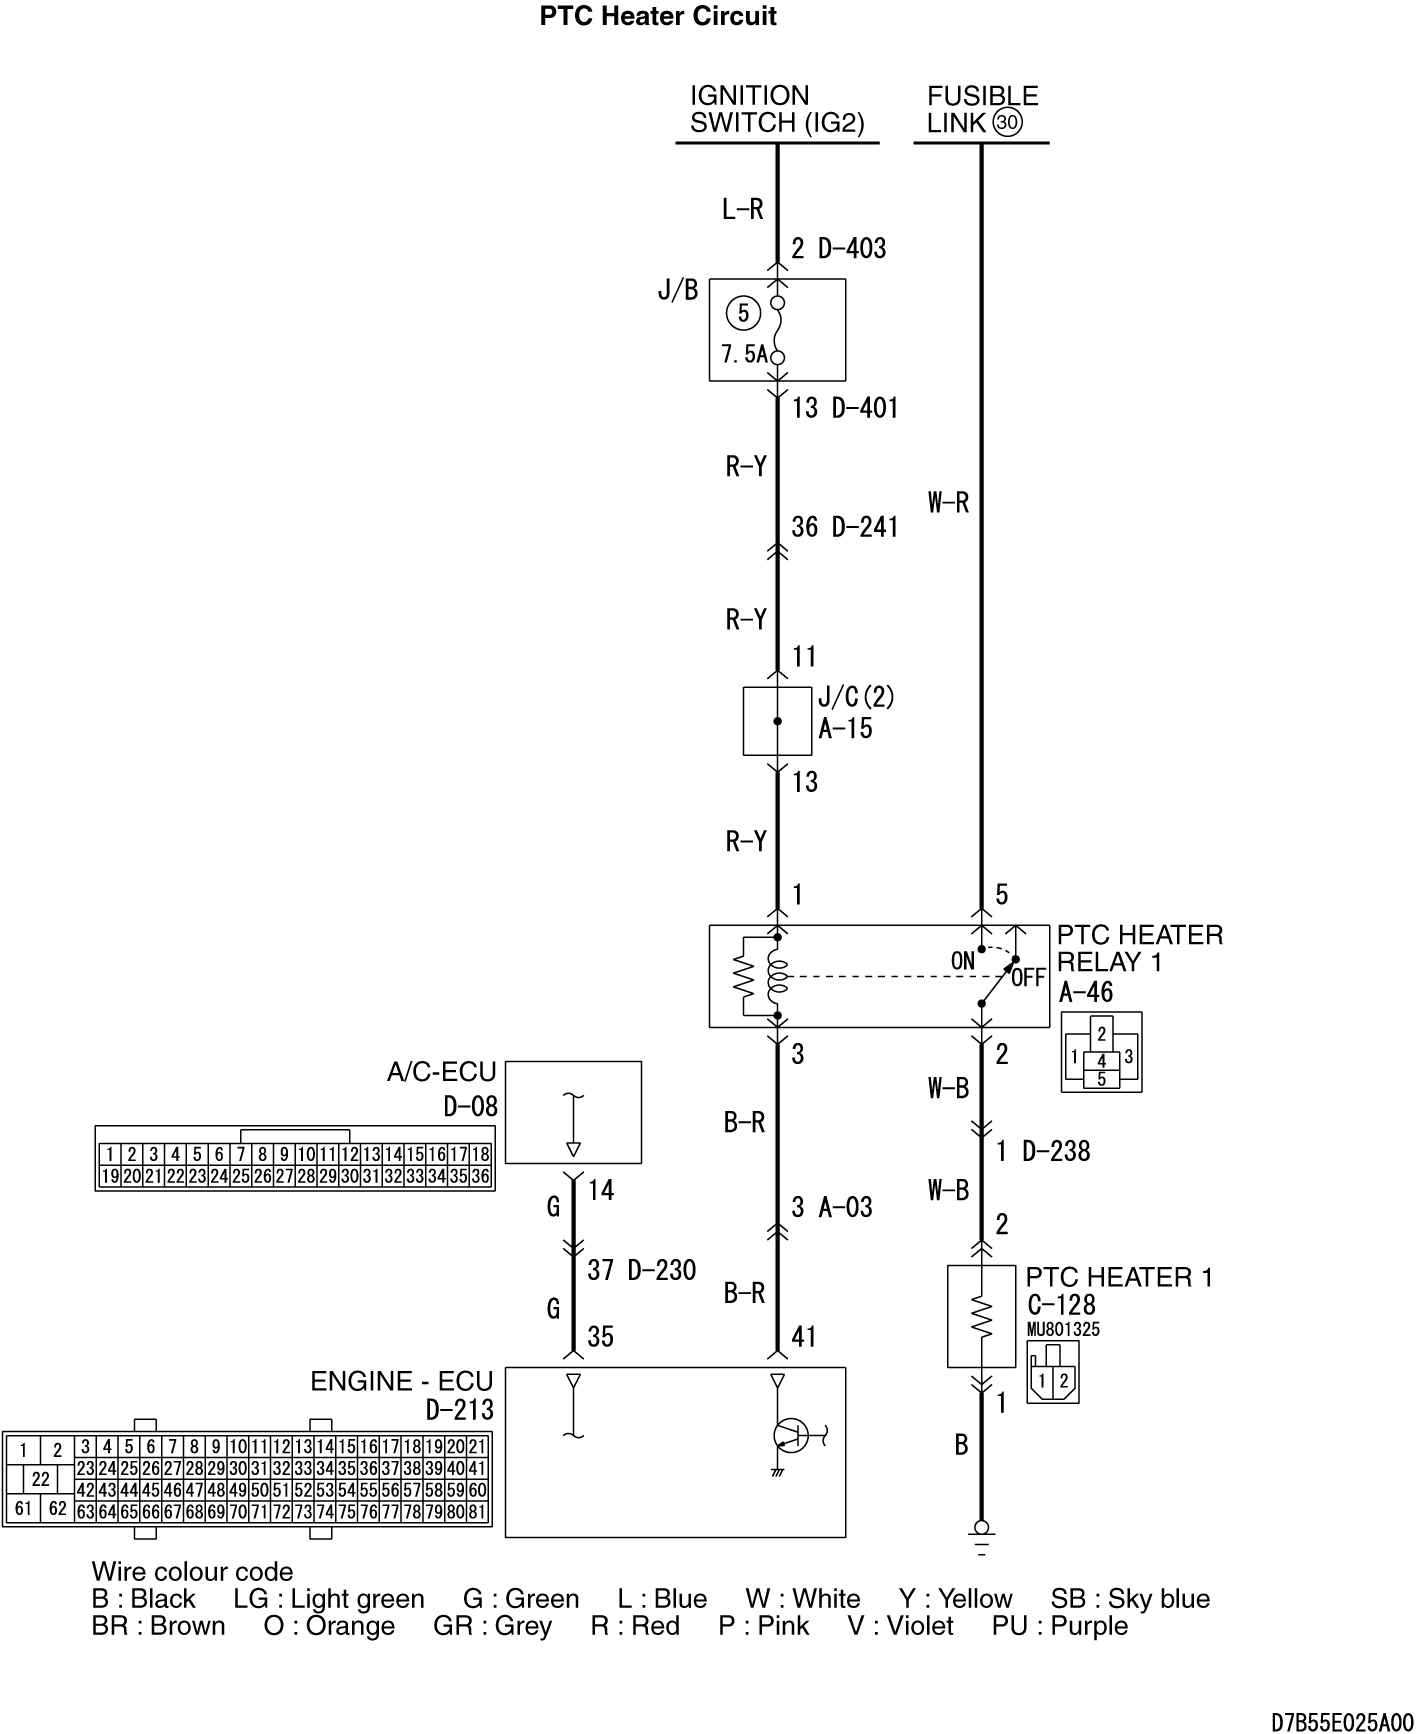 PTC Heater Circuit
IGNITION
SWITCH (IG2)
FUSIBLE
LINK 30
L-R
2 D-403
J/B
5
7.5A
13 D-401
R-Y
W-R
36 D-241
R-Y
11
J/C(2)
A-15
13
R-Y
1
5
PTC HEATER
RELAY 1
A-46
ON
OFF
2
1 4 3
5
3
2
A/C-ECU
D-08
W-B
B-R
1 D-238
1 2 3 4 5 6 7 8 9 10 11 12 13 14 15 16 17 18
19 20 21 22 23 24 25 26 27 28 29 30 31 32 33 34 35 36
14
G
W-B
3 A-03
2
37 D-230
PTC HEATER 1
C-128
MU801325
1 2
G
B-R
35
41
ENGINE - ECU
D-213
1
B
1 2 3 4 5 6 7 8 9 10 11 12 13 14 15 16 17 18 19 20 21
22 23 24 25 26 27 28 29 30 31 32 33 34 35 36 37 38 39 40 41
42 43 44 45 46 47 48 49 50 51 52 53 54 55 56 57 58 59 60
61 62 63 64 65 66 67 68 69 70 71 72 73 74 75 76 77 78 79 80 81
Wire colour code
B : Black LG : Light green G : Green L : Blue W : White Y : Yellow SB : Sky blue
BR : Brown O : Orange GR : Grey R : Red P : Pink V : Violet PU : Purple
D7B55E025A00